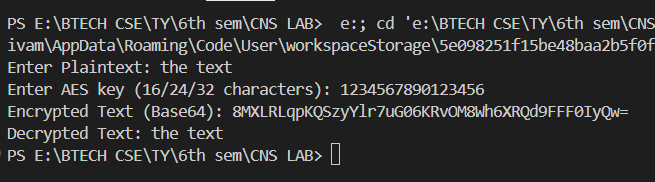 PS E:\BTECH CSE\TY\6th sem\CNS LAB>  e:; cd 'e:\BTECH CSE\TY\6th sem\CNS
ivam\AppData\Roaming\Code\User\workspaceStorage\5e098251f15be48baa2b5f0f
Enter Plaintext: the text
Enter AES key (16/24/32 characters): 1234567890123456
Encrypted Text (Base64): 8MXLRLqpKQSzyYlr7uG06KRvOM8Wh6XRQd9FFF0IyQw=
Decrypted Text: the text
PS E:\BTECH CSE\TY\6th sem\CNS LAB>